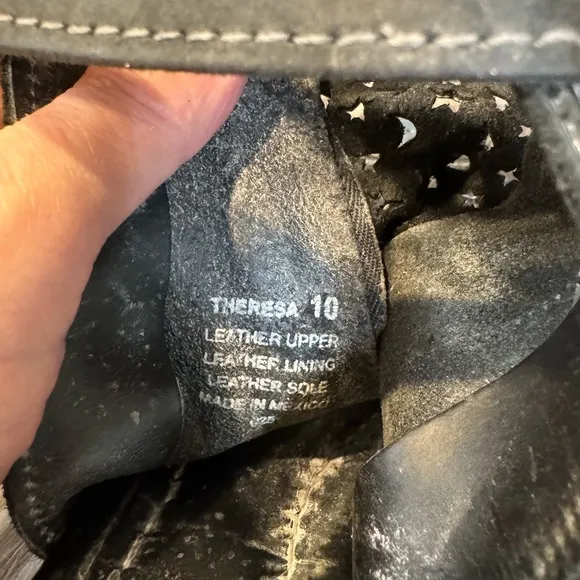 THERESA 10
LEATHER UPPER
LEATHER LINING
LEATHER SOLE
MADE IN MEXICO